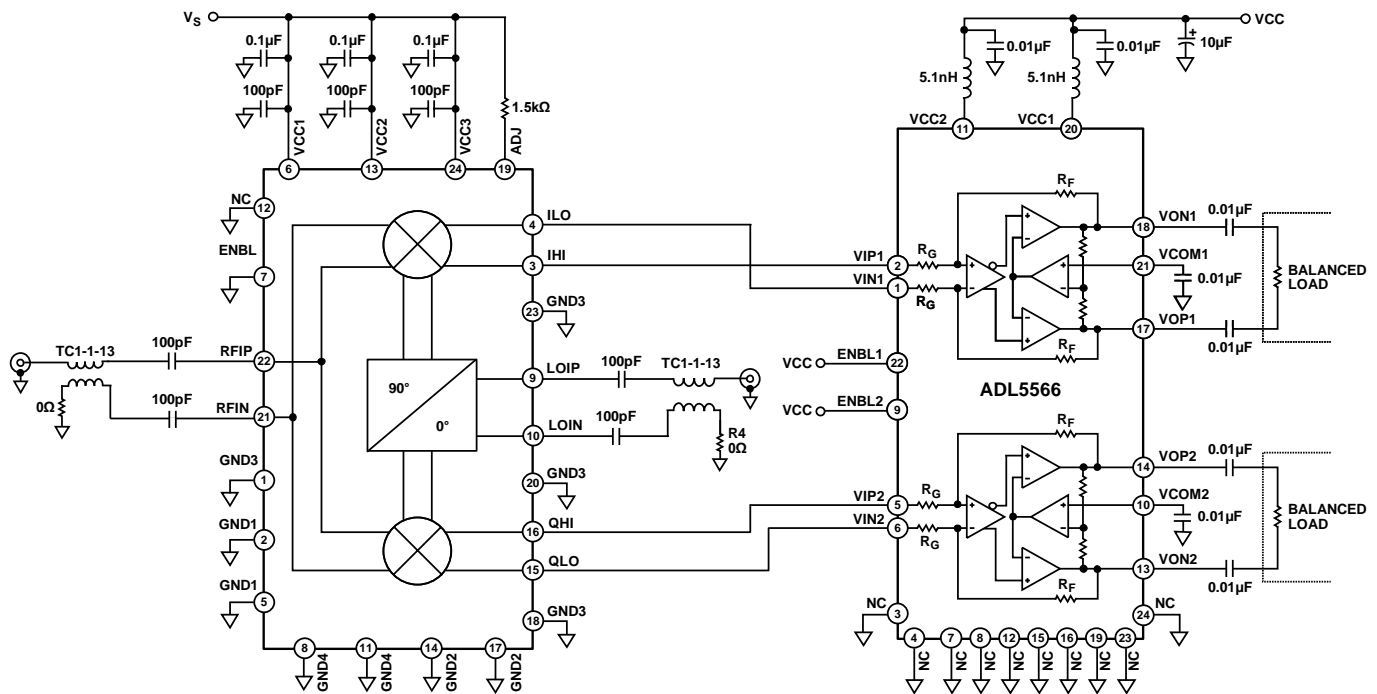 VS
0.1µF
0.1µF
0.1µF
100pF
100pF
100pF
1.5kΩ
VCC1
VCC2
VCC3
ADJ
6
13
24
19
NC
12
ENBL
7
TC1-1-13
100pF
RFIP
22
0Ω
100pF
RFIN
21
GND3
1
GND1
2
GND1
5
8
11
14
17
GND4
GND4
GND2
GND2
90°
0°
4
ILO
3
IHI
GND3
23
LOIP
9
100pF
TC1-1-13
LOIN
10
100pF
R4
0Ω
GND3
20
QHI
16
QLO
15
GND3
18
VCC
0.01µF
0.01µF
10µF
+
5.1nH
5.1nH
VCC2
11
VCC1
20
VIP1
2
VIN1
1
RG
RG
RF
RF
+
–
+
–
+
–
–
+
VON1
18
0.01µF
VCOM1
21
0.01µF
VOP1
17
0.01µF
BALANCED
LOAD
VCC
ENBL1
22
VCC
ENBL2
9
ADL5566
VIP2
5
VIN2
6
RG
RG
RF
RF
+
–
+
–
+
–
–
+
VOP2
14
0.01µF
VCOM2
10
0.01µF
VON2
13
0.01µF
BALANCED
LOAD
NC
3
NC
24
4
7
8
12
15
16
19
23
NC
NC
NC
NC
NC
NC
NC
NC